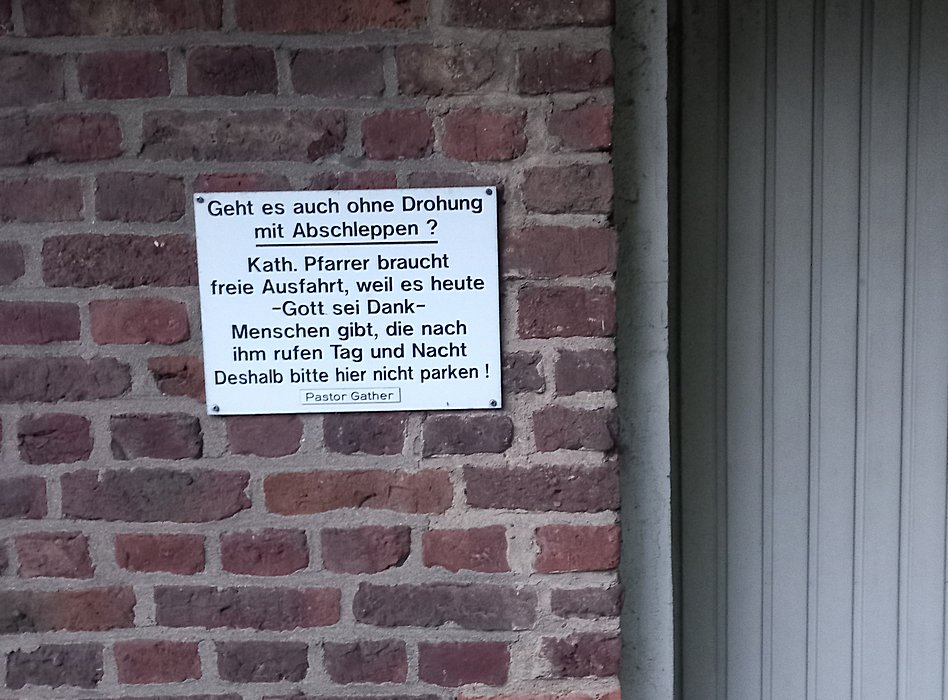 Geht es auch ohne Drohung
mit Abschleppen ?
Kath. Pfarrer braucht
freie Ausfahrt, weil es heute
-Gott sei Dank-
Menschen gibt, die nach
ihm rufen Tag und Nacht
Deshalb bitte hier nicht parken !
Pastor Gather